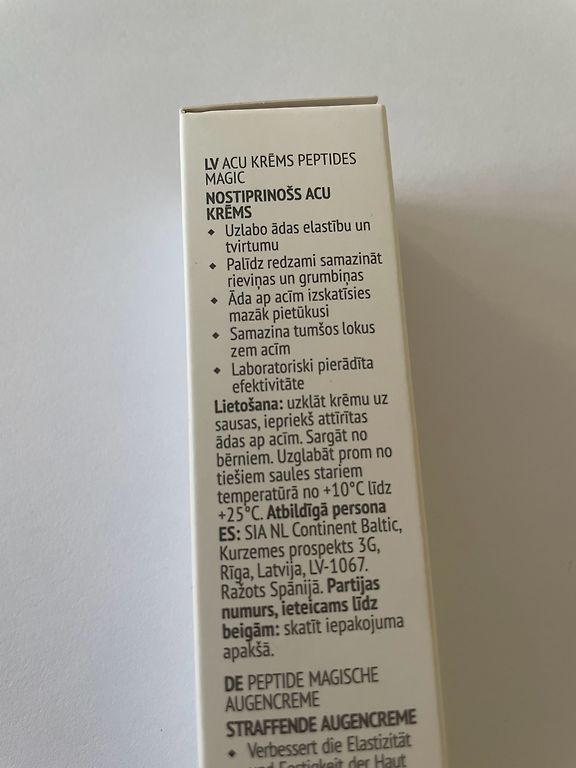 LV ACU KRĒMS PEPTIDES
MAGIC
NOSTIPRINOŠS ACU
KRĒMS
◆ Uzlabo ādas elastību un
tvirtumu
◆ Palīdz redzami samazināt
rieviņas un grumbiņas
◆ Āda ap acīm izskatīsies
mazāk pietūkusi
◆ Samazina tumšos lokus
zem acīm
◆ Laboratoriski pierādīta
efektivitāte
Lietošana: uzklāt krēmu uz
sausas, iepriekš attīrītas
ādas ap acīm. Sargāt no
bērniem. Uzglabāt prom no
tiešiem saules stariem
temperatūrā no +10°C līdz
+25°C. Atbildīgā persona
ES: SIA NL Continent Baltic,
Kurzemes prospekts 3G,
Rīga, Latvija, LV-1067.
Ražots Spānijā. Partijas
numurs, ieteicams līdz
beigām: skatīt iepakojuma
apakšā.
DE PEPTIDE MAGISCHE
AUGENCREME
STRAFFENDE AUGENCREME
◆ Verbessert die Elastizität
und Festigkeit der Haut